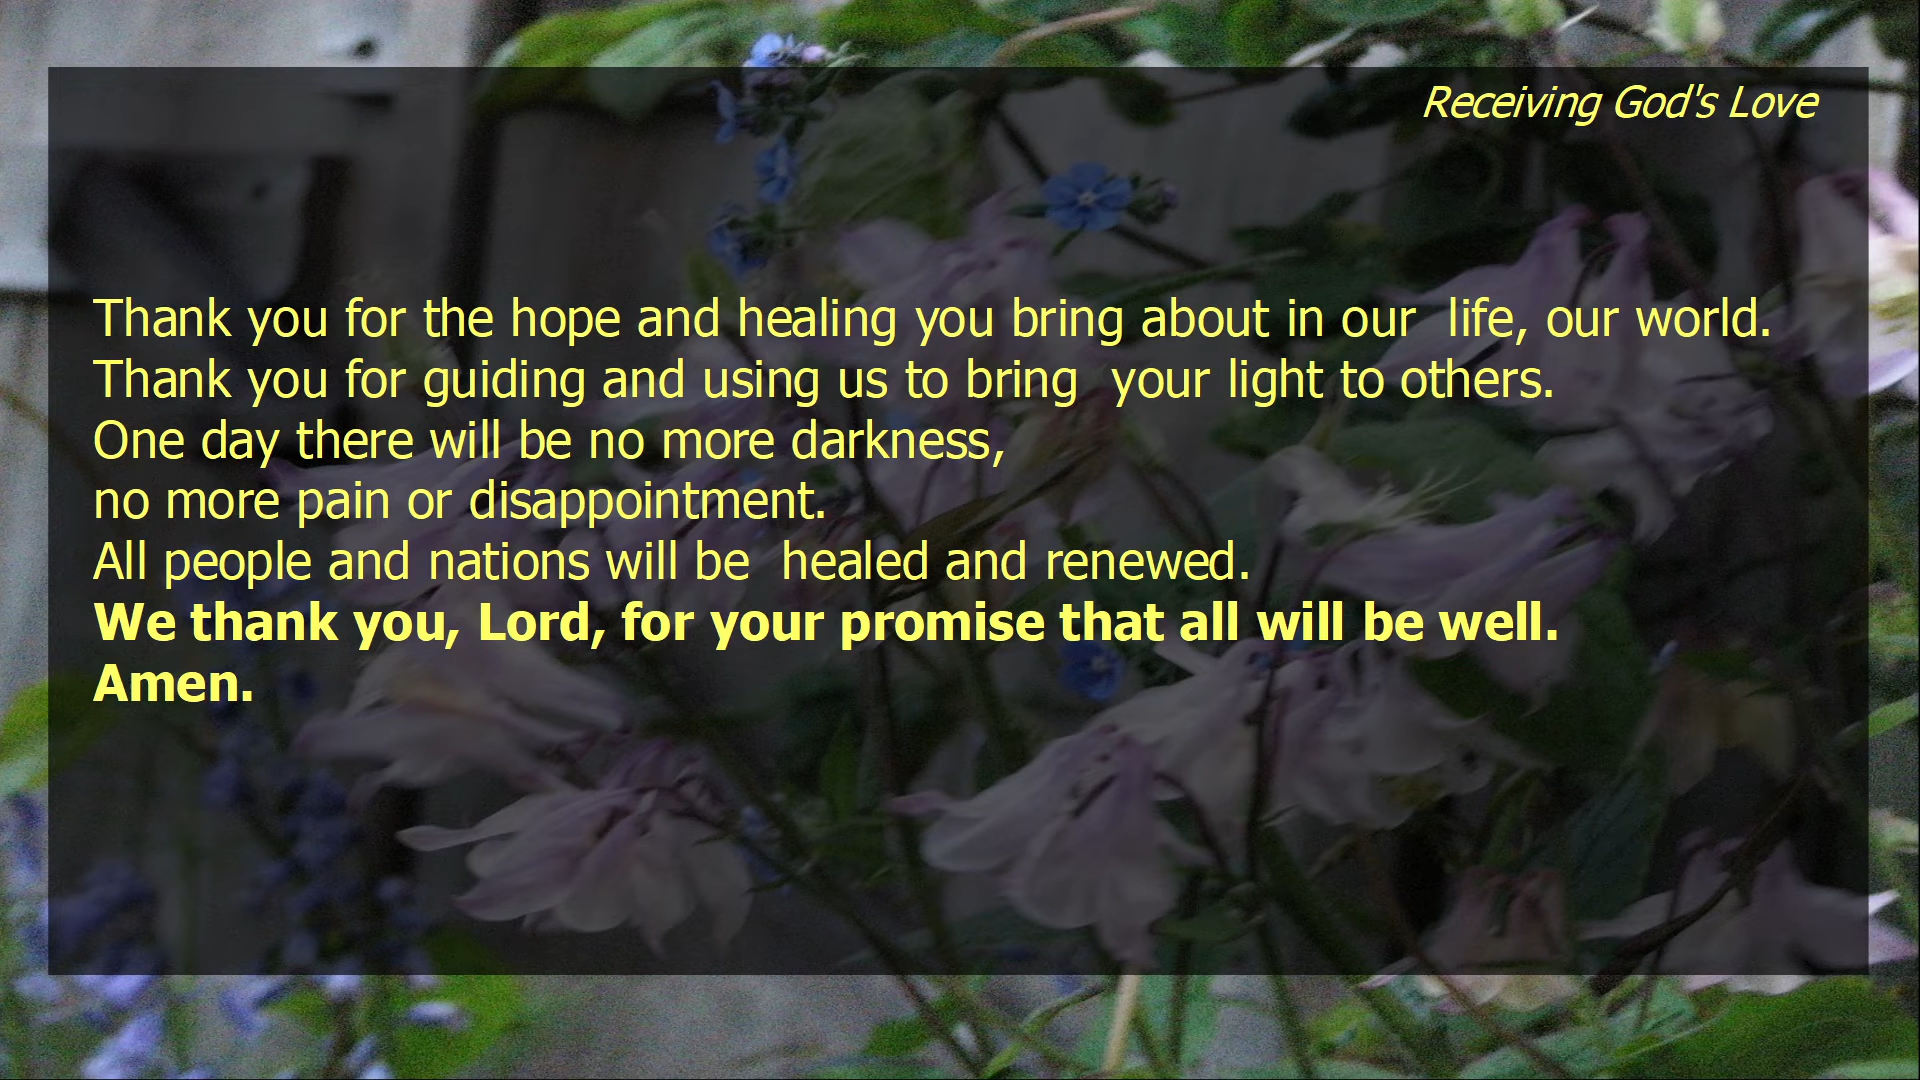 Receiving God's Love
Thank you for the hope and healing you bring about in our  life, our world.
Thank you for guiding and using us to bring  your light to others.
One day there will be no more darkness,
no more pain or disappointment.
All people and nations will be  healed and renewed.
We thank you, Lord, for your promise that all will be well.
Amen.